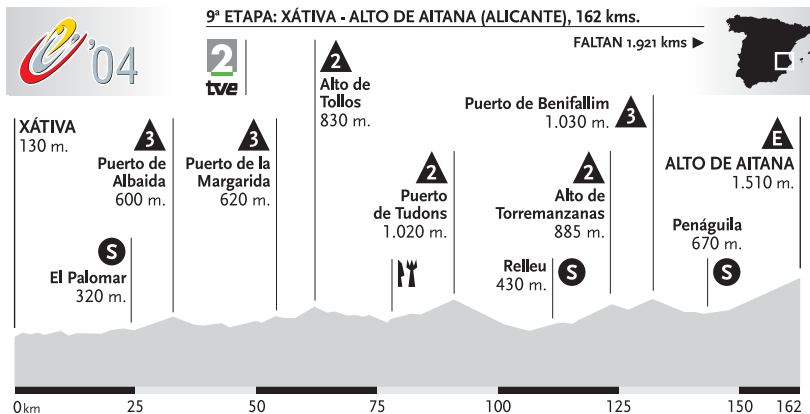 9ª ETAPA: XÁTIVA - ALTO DE AITANA (ALICANTE), 162 kms.
'04
FALTAN 1.921 kms
2
tve
2
Alto de
Tollos
830 m.
XÁTIVA
130 m.
3
Puerto de
Albaida
600 m.
3
Puerto de la
Margarida
620 m.
Puerto de Benifallim
1.030 m.
3
E
ALTO DE AITANA
1.510 m.
2
Puerto
de Tudons
1.020 m.
2
Alto de
Torremanzanas
885 m.
Penáguila
670 m.
S
S
El Palomar
320 m.
Relleu
430 m.
S
0km
25
50
75
100
125
150
162